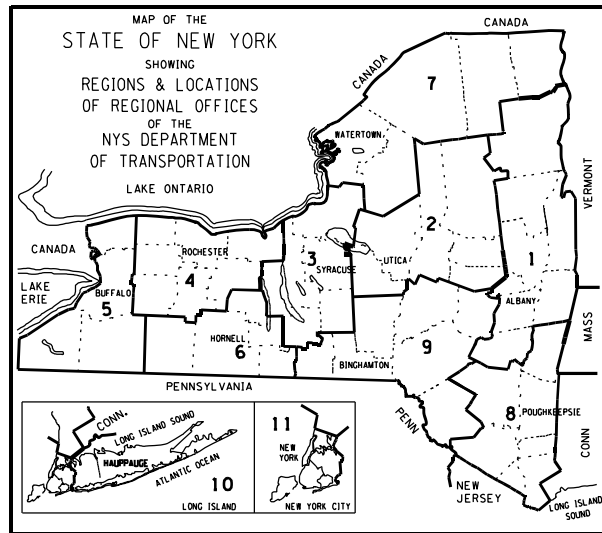 MAP OF THE
STATE OF NEW YORK
SHOWING
REGIONS & LOCATIONS
OF REGIONAL OFFICES
OF THE
NYS DEPARTMENT
OF TRANSPORTATION
LAKE ONTARIO
CANADA
CANADA
7
WATERTOWN
VERMONT
2
UTICA
1
ALBANY
MASS
CANADA
LAKE
ERIE
BUFFALO
5
ROCHESTER
4
3
SYRACUSE
HORNELL
6
BINGHAMTON
9
8
POUGHKEEPSIE
CONN
PENNSYLVANIA
PENN
NEW
JERSEY
LONG ISLAND
SOUND
CONN.
LONG ISLAND SOUND
HAUPPAUGE
ATLANTIC OCEAN
10
LONG ISLAND
11
NEW
YORK
NEW YORK CITY